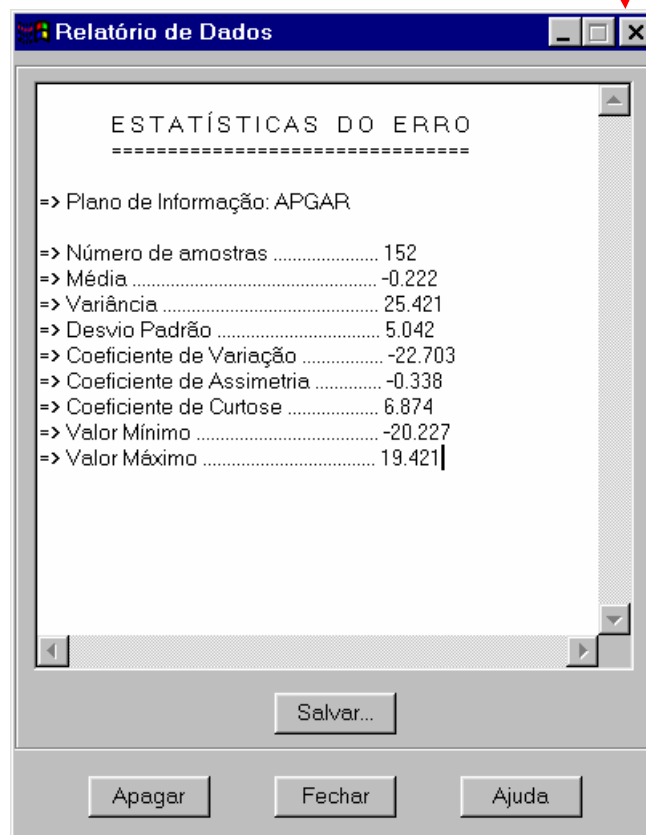 Relatório de Dados
ESTATÍSTICAS DO ERRO
================================
=> Plano de Informação: APGAR
=> Número de amostras ..................... 152
=> Média ................................................. -0.222
=> Variância ........................................... 25.421
=> Desvio Padrão ................................ 5.042
=> Coeficiente de Variação ................ -22.703
=> Coeficiente de Assimetria ............. -0.338
=> Coeficiente de Curtose .................. 6.874
=> Valor Mínimo .................................... -20.227
=> Valor Máximo .................................. 19.421
Salvar...
Apagar Fechar Ajuda